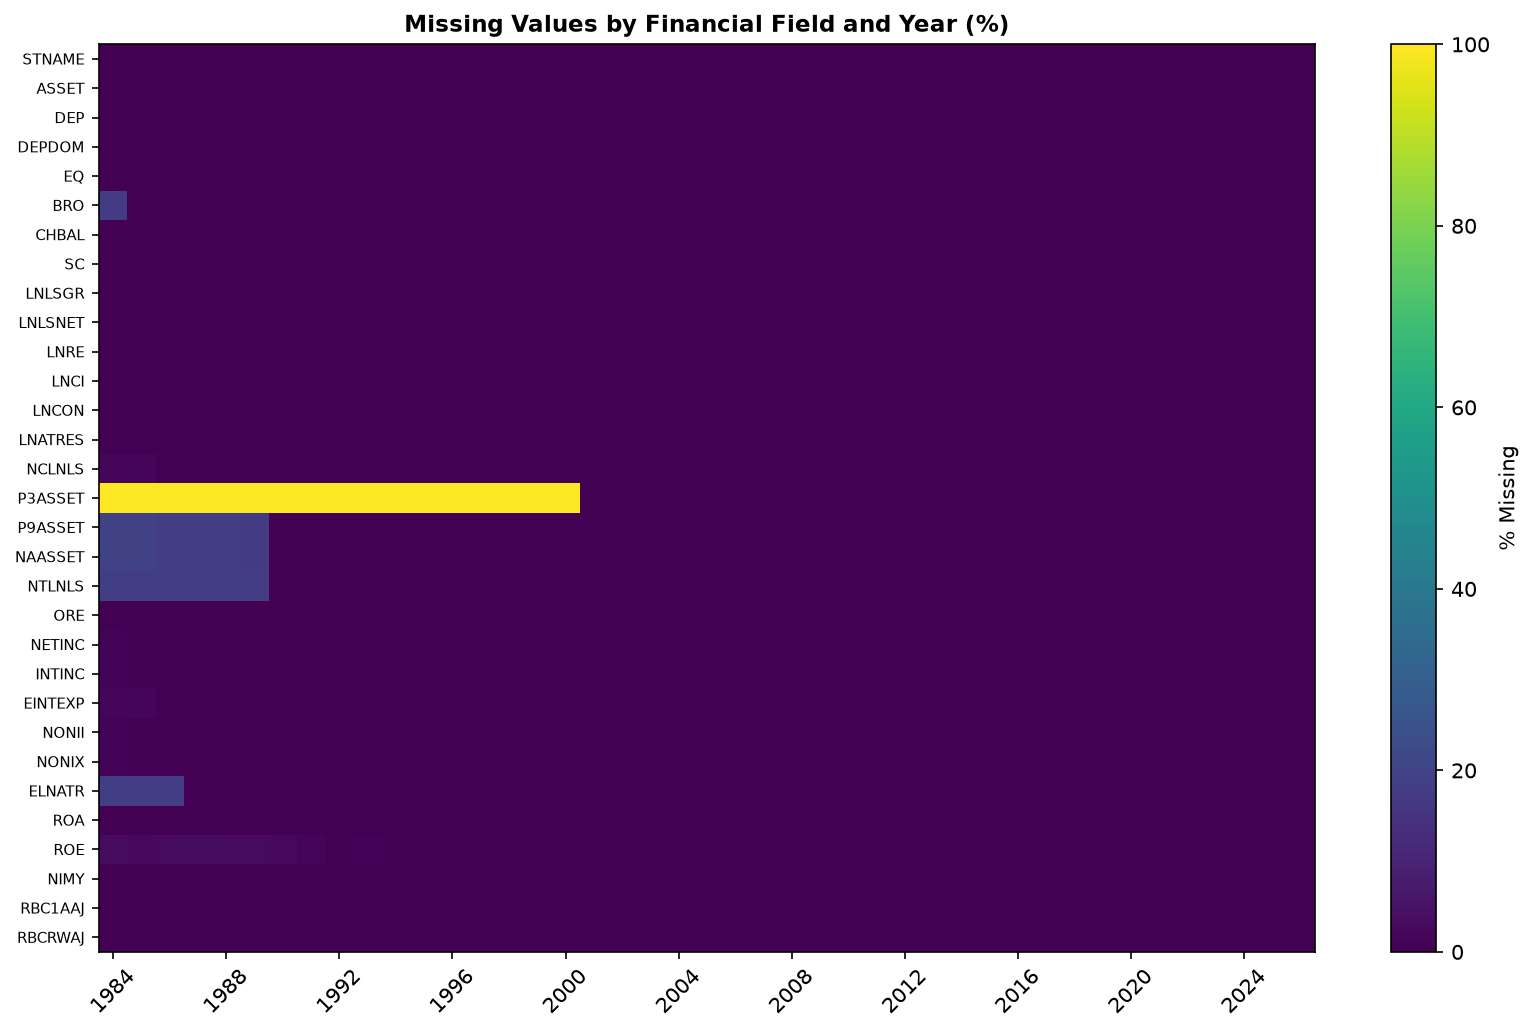 Missing Values by Financial Field and Year (%)
STNAME
ASSET
DEP
DEPDOM
EQ
BRO
CHBAL
SC
LNLSGR
LNLSNET
LNRE
LNCI
LNCON
LNATRES
NCLNLS
P3ASSET
P9ASSET
NAASSET
NTLNLS
ORE
NETINC
INTINC
EINTEXP
NONII
NONIX
ELNATR
ROA
ROE
NIMY
RBC1AAJ
RBCRWAJ
1984 1988 1992 1996 2000 2004 2008 2012 2016 2020 2024
100
80
60
40
20
0
% Missing